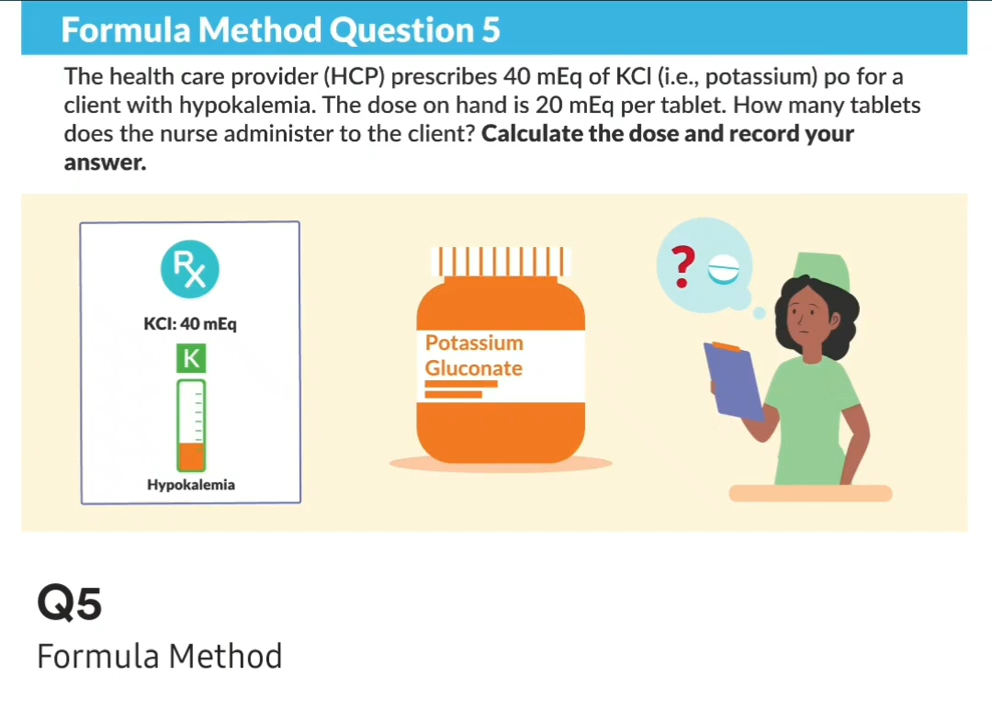 Formula Method Question 5
The health care provider (HCP) prescribes 40 mEq of KCl (i.e., potassium) po for a
client with hypokalemia. The dose on hand is 20 mEq per tablet. How many tablets
does the nurse administer to the client? Calculate the dose and record your
answer.
Rx
KCl: 40 mEq
K
Hypokalemia
Potassium
Gluconate
?
Q5
Formula Method